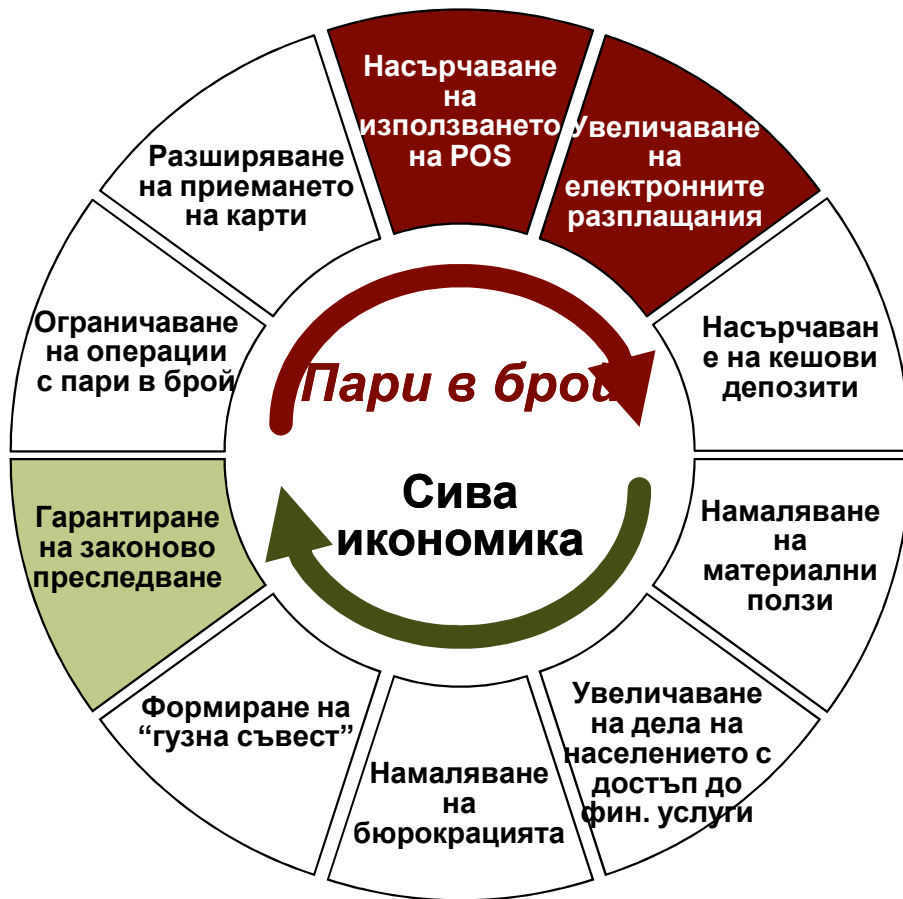 Насърчаване
на
използването
на POS
Увеличаване
на
електронните
разплащания
Насърчаван
е на кешови
депозити
Намаляване
на
материални
ползи
Увеличаване
на дела на
населението с
достъп до
фин. услуги
Намаляване
на
бюрокрацията
Формиране на
“гузна съвест”
Гарантиране
на законово
преследване
Ограничаване
на операции
с пари в брой
Разширяване
на приемането
на карти
Пари в брой
Сива
икономика